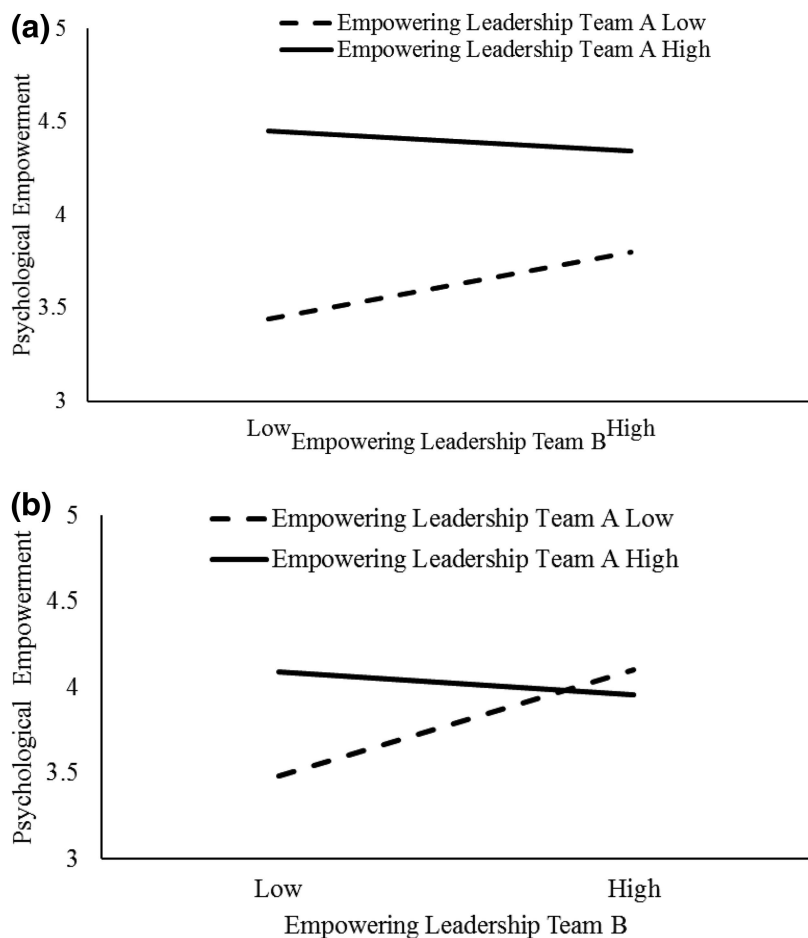 (a)
Empowering Leadership Team A Low
Empowering Leadership Team A High
Psychological Empowerment
5
4.5
4
3.5
3
Low
High
Empowering Leadership Team B
(b)
Empowering Leadership Team A Low
Empowering Leadership Team A High
Psychological Empowerment
5
4.5
4
3.5
3
Low
High
Empowering Leadership Team B